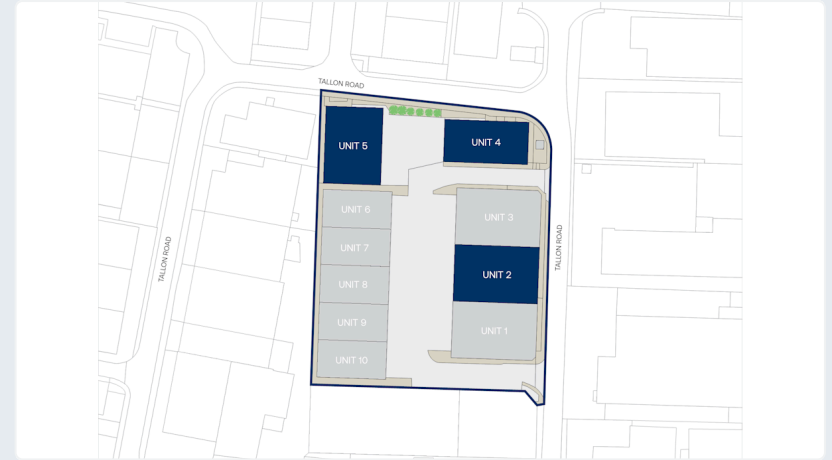 TALLON ROAD
UNIT 5
UNIT 4
UNIT 6
UNIT 3
UNIT 7
TALLON ROAD
TALLON ROAD
UNIT 2
UNIT 8
UNIT 9
UNIT 1
UNIT 10